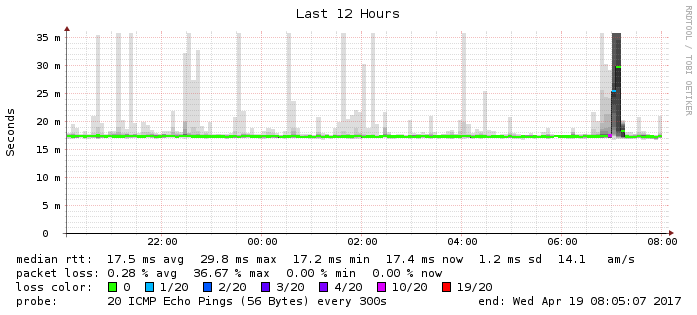 Last 12 Hours
RRDTOOL / TOBI OETIKER
Seconds
35 m
30 m
25 m
20 m
15 m
10 m
5 m
0
22:00 00:00 02:00 04:00 06:00 08:00
median rtt: 17.5 ms avg 29.8 ms max 17.2 ms min 17.4 ms now 1.2 ms sd 14.1 am/s
packet loss: 0.28 % avg 36.67 % max 0.00 % min 0.00 % now
loss color: 0 1/20 2/20 3/20 4/20 10/20 19/20
probe: 20 ICMP Echo Pings (56 Bytes) every 300s end: Wed Apr 19 08:05:07 2017